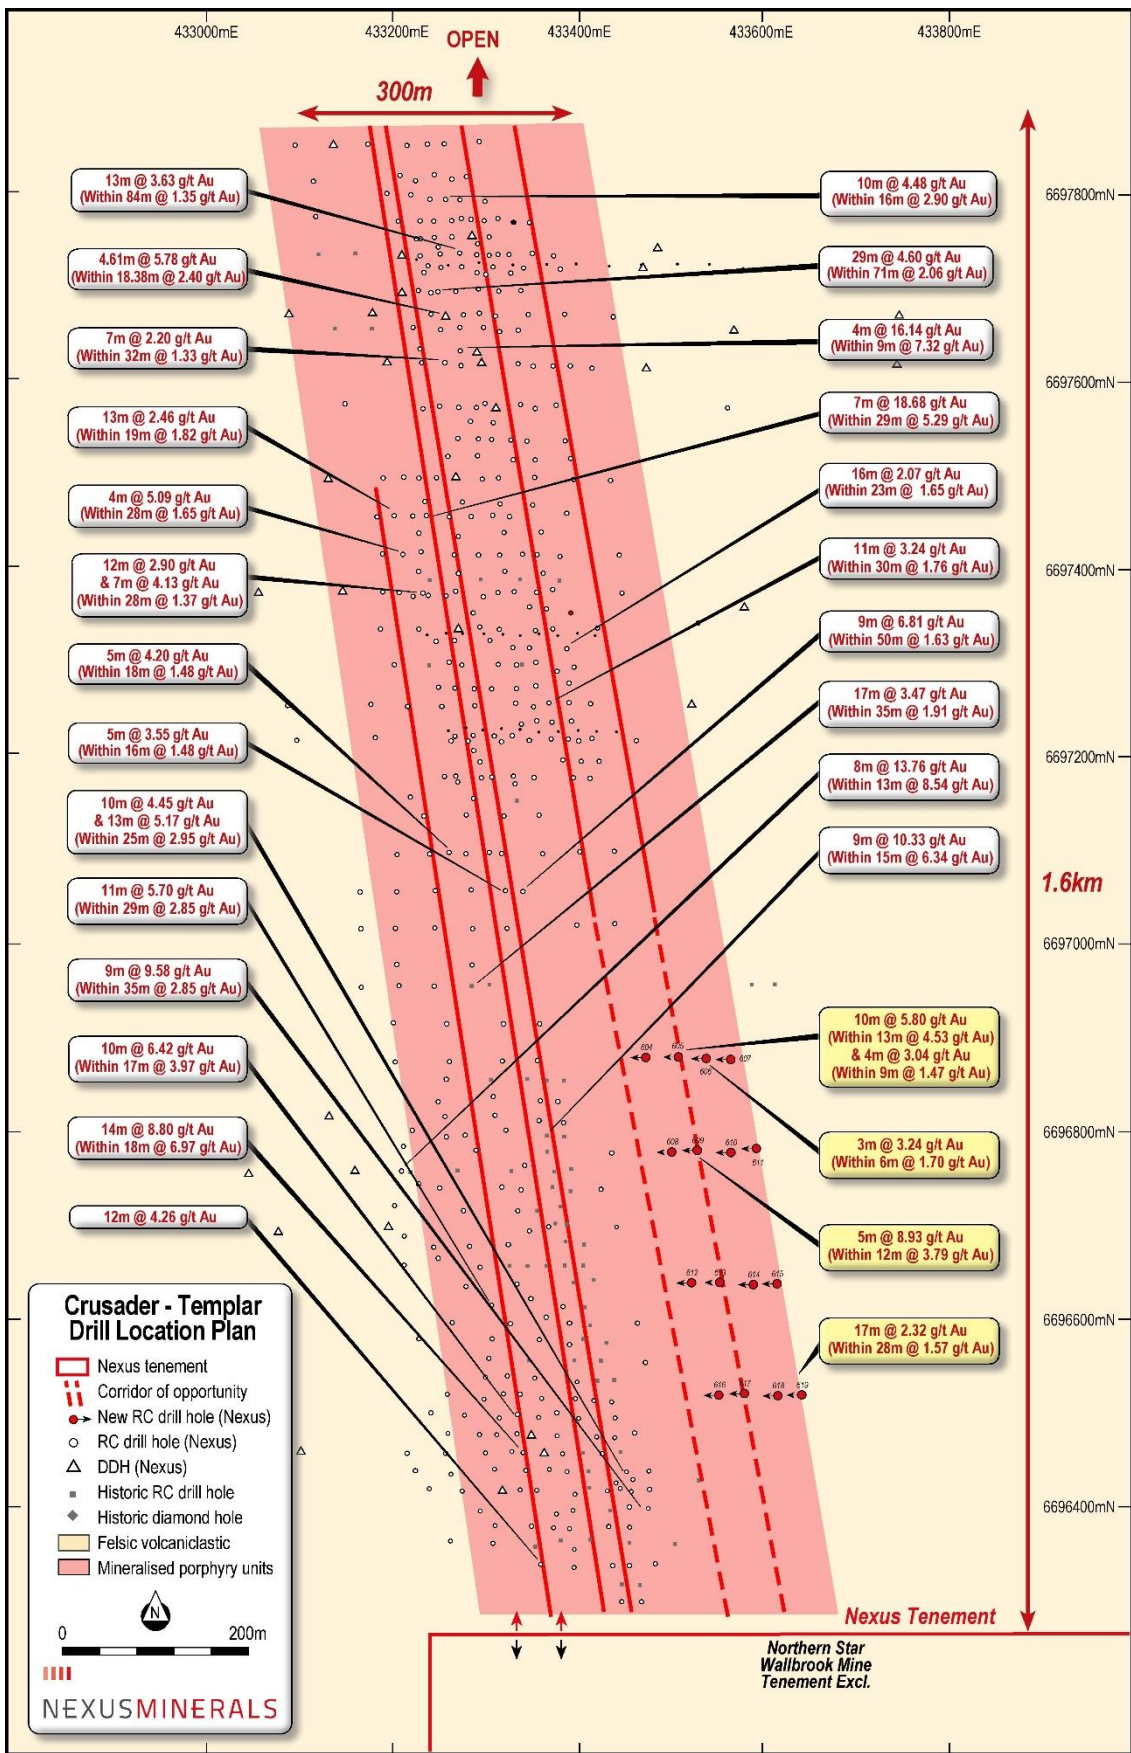 433000mE
433200mE
433400mE
433600mE
433800mE
OPEN
300m
13m @ 3.63 g/t Au
(Within 84m @ 1.35 g/t Au)
4.61m @ 5.78 g/t Au
(Within 18.38m @ 2.40 g/t Au)
7m @ 2.20 g/t Au
(Within 32m @ 1.33 g/t Au)
13m @ 2.46 g/t Au
(Within 19m @ 1.82 g/t Au)
4m @ 5.09 g/t Au
(Within 28m @ 1.65 g/t Au)
12m @ 2.90 g/t Au
& 7m @ 4.13 g/t Au
(Within 28m @ 1.37 g/t Au)
5m @ 4.20 g/t Au
(Within 18m @ 1.48 g/t Au)
5m @ 3.55 g/t Au
(Within 16m @ 1.48 g/t Au)
10m @ 4.45 g/t Au
& 13m @ 5.17 g/t Au
(Within 25m @ 2.95 g/t Au)
11m @ 5.70 g/t Au
(Within 29m @ 2.85 g/t Au)
9m @ 9.58 g/t Au
(Within 35m @ 2.85 g/t Au)
10m @ 6.42 g/t Au
(Within 17m @ 3.97 g/t Au)
14m @ 8.80 g/t Au
(Within 18m @ 6.97 g/t Au)
12m @ 4.26 g/t Au
10m @ 4.48 g/t Au
(Within 16m @ 2.90 g/t Au)
29m @ 4.60 g/t Au
(Within 71m @ 2.06 g/t Au)
4m @ 16.14 g/t Au
(Within 9m @ 7.32 g/t Au)
7m @ 18.68 g/t Au
(Within 29m @ 5.29 g/t Au)
16m @ 2.07 g/t Au
(Within 23m @ 1.65 g/t Au)
11m @ 3.24 g/t Au
(Within 30m @ 1.76 g/t Au)
9m @ 6.81 g/t Au
(Within 50m @ 1.63 g/t Au)
17m @ 3.47 g/t Au
(Within 35m @ 1.91 g/t Au)
8m @ 13.76 g/t Au
(Within 13m @ 8.54 g/t Au)
9m @ 10.33 g/t Au
(Within 15m @ 6.34 g/t Au)
10m @ 5.80 g/t Au
(Within 13m @ 4.53 g/t Au)
& 4m @ 3.04 g/t Au
(Within 9m @ 1.47 g/t Au)
3m @ 3.24 g/t Au
(Within 6m @ 1.70 g/t Au)
5m @ 8.93 g/t Au
(Within 12m @ 3.79 g/t Au)
17m @ 2.32 g/t Au
(Within 28m @ 1.57 g/t Au)
6697800mN
6697600mN
6697400mN
6697200mN
6697000mN
6696800mN
6696600mN
6696400mN
1.6km
604
605
606
607
608
609
610
611
612
613
614
615
616
618
619
Nexus Tenement
Northern Star
Wallbrook Mine
Tenement Excl.
Crusader - Templar
Drill Location Plan
Nexus tenement
Corridor of opportunity
New RC drill hole (Nexus)
RC drill hole (Nexus)
DDH (Nexus)
Historic RC drill hole
Historic diamond hole
Felsic volcaniclastic
Mineralised porphyry units
N
0
200m
NEXUSMINERALS